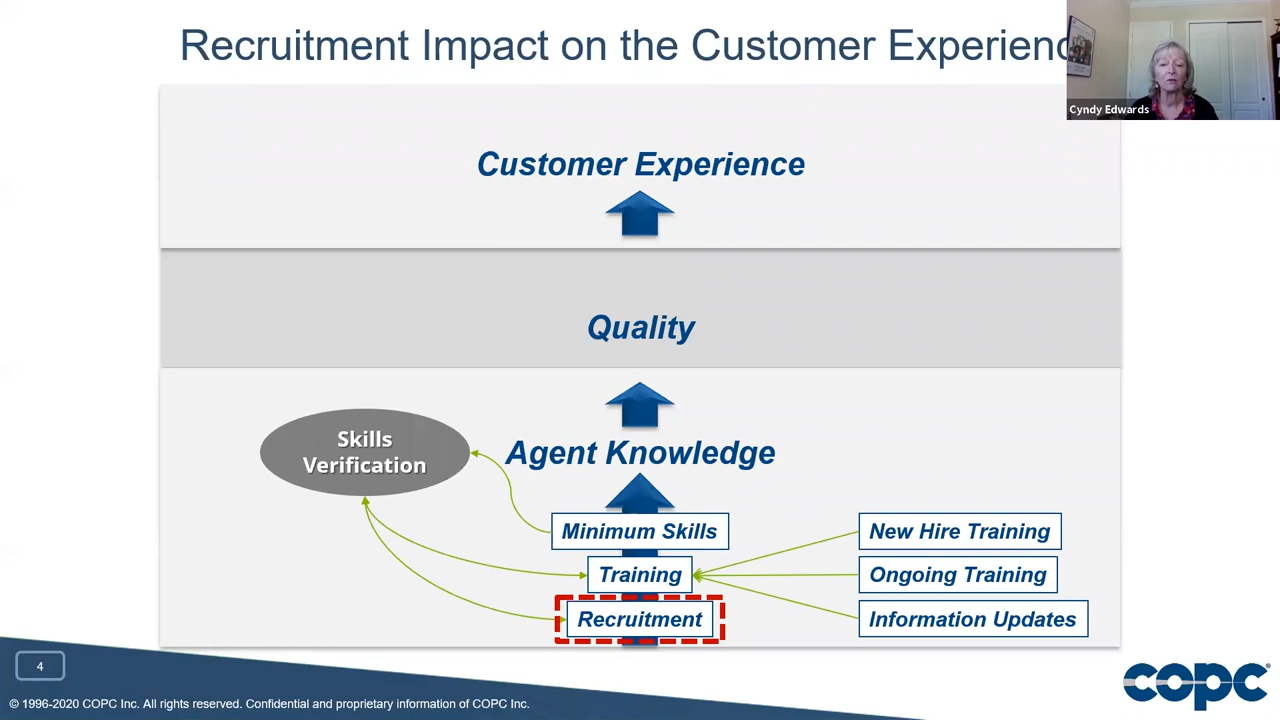 Recruitment Impact on the Customer Experienc
Cyndy Edwards
Customer Experience
Quality
Skills
Verification
Agent Knowledge
Minimum Skills
New Hire Training
Training
Ongoing Training
Recruitment
Information Updates
4
copc®
© 1996-2020 COPC Inc. All rights reserved. Confidential and proprietary information of COPC Inc.